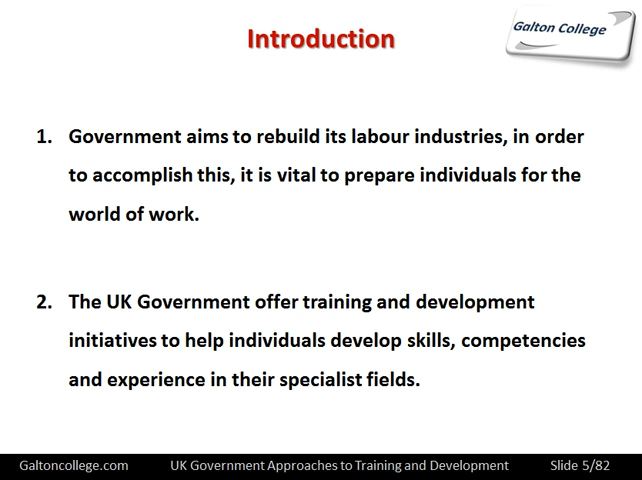 Introduction
Galton College
1. Government aims to rebuild its labour industries, in order
to accomplish this, it is vital to prepare individuals for the
world of work.
2. The UK Government offer training and development
initiatives to help individuals develop skills, competencies
and experience in their specialist fields.
Galtoncollege.com UK Government Approaches to Training and Development Slide 5/82